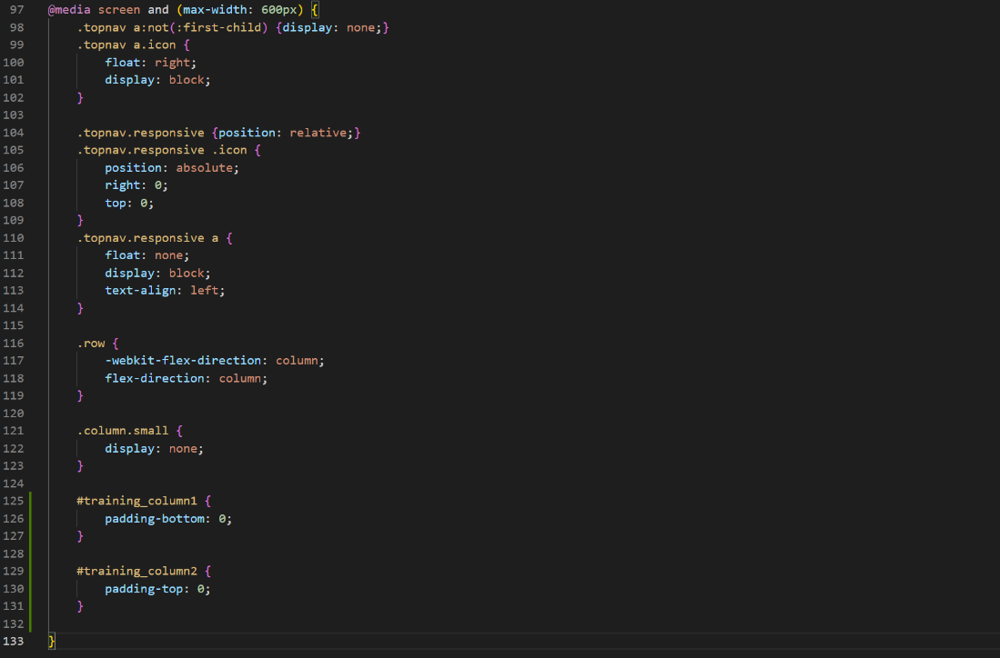 97 @media screen and (max-width: 600px) {
98 .topnav a:not(:first-child) {display: none;}
99 .topnav a.icon {
100 float: right;
101 display: block;
102 }
103
104 .topnav.responsive {position: relative;}
105 .topnav.responsive .icon {
106 position: absolute;
107 right: 0;
108 top: 0;
109 }
110 .topnav.responsive a {
111 float: none;
112 display: block;
113 text-align: left;
114 }
115
116 .row {
117 -webkit-flex-direction: column;
118 flex-direction: column;
119 }
120
121 .column.small {
122 display: none;
123 }
124
125 #training_column1 {
126 padding-bottom: 0;
127 }
128
129 #training_column2 {
130 padding-top: 0;
131 }
132
133 }